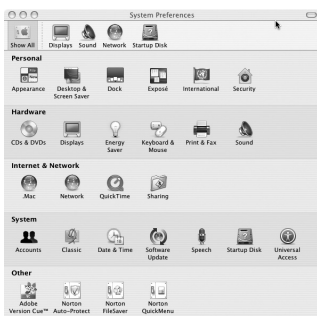 System Preferences
Show All Displays Sound Network Startup Disk
Personal
Appearance Desktop & Screen Saver Dock Exposé International Security
Hardware
CDs & DVDs Displays Energy Saver Keyboard & Mouse Print & Fax Sound
Internet & Network
.Mac Network QuickTime Sharing
System
Accounts Classic Date & Time Software Update Speech Startup Disk Universal Access
Other
Adobe Version Cue™ Norton Auto-Protect Norton FileSaver Norton QuickMenu